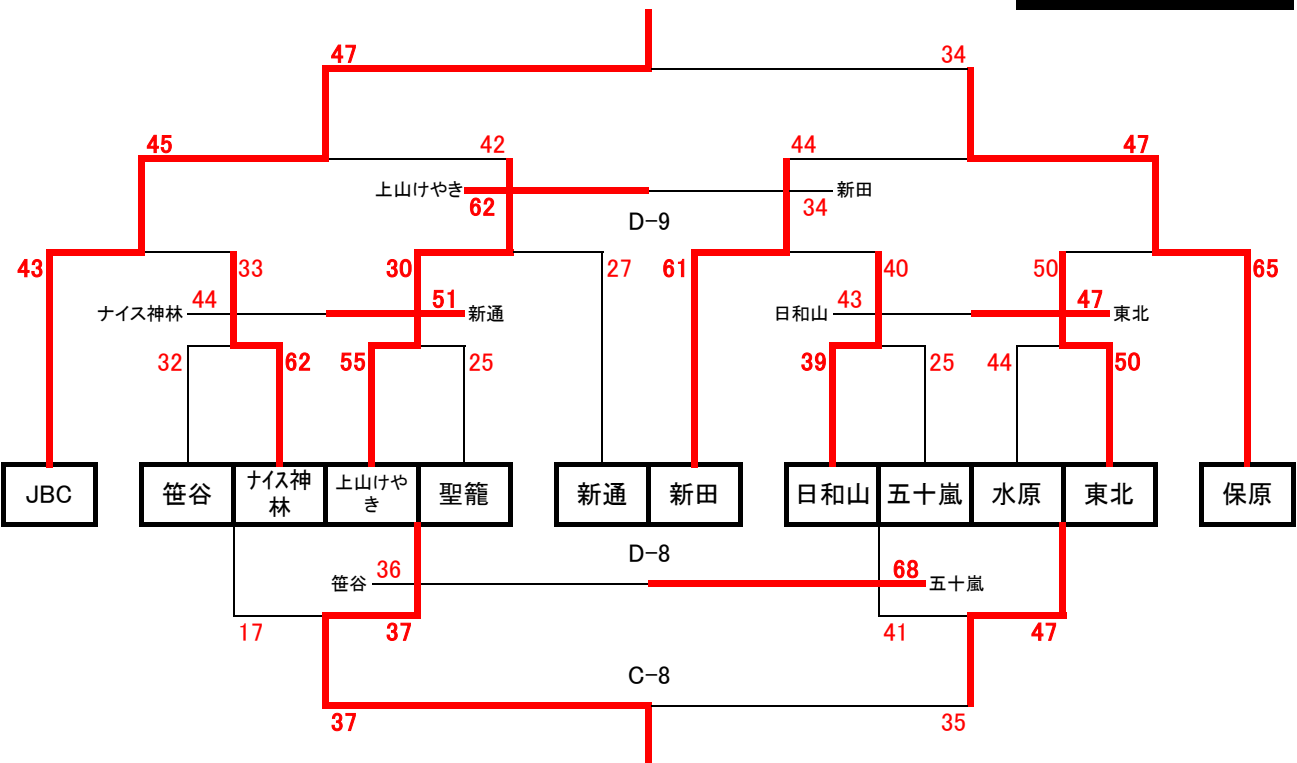 47
34
45
42
44
47
上山けやき
新田
62
34
D-9
43
33
30
27
61
40
50
65
ナイス神林
44
51
新通
日和山
43
47
東北
32
62
55
25
39
25
44
50
JBC
笹谷
ナイス神
林
上山けや
き
聖籠
新通
新田
日和山
五十嵐
水原
東北
保原
D-8
笹谷
36
68
五十嵐
17
37
41
47
C-8
37
35